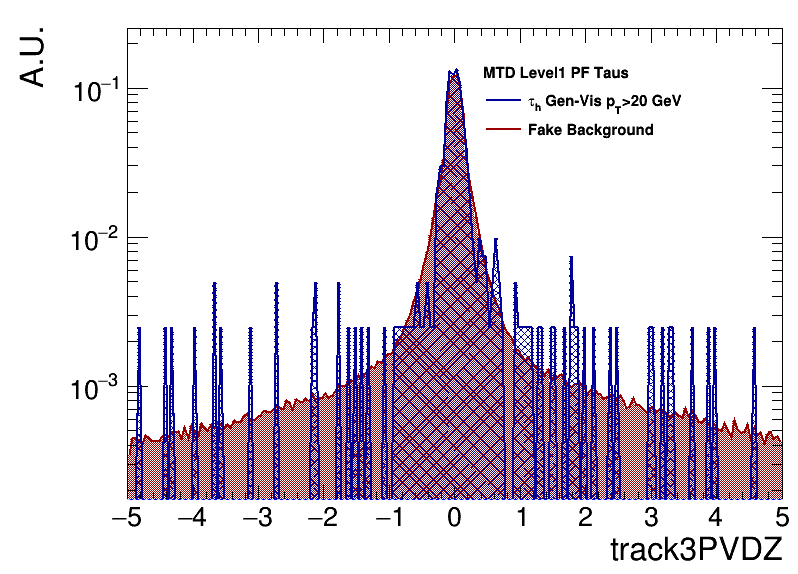 A.U.
MTD Level1 PF Taus
τh Gen-Vis pT>20 GeV
Fake Background
10−1
10−2
10−3
−5 −4 −3 −2 −1 0 1 2 3 4 5
track3PVDZ